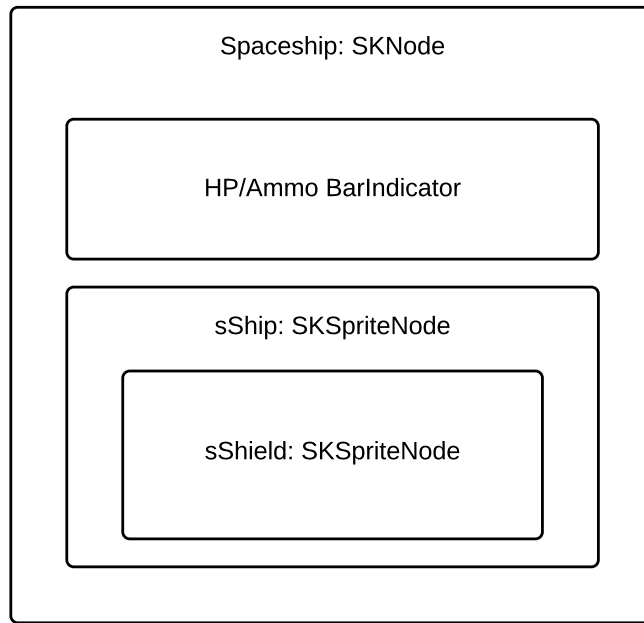 Spaceship: SKNode
HP/Ammo BarIndicator
sShip: SKSpriteNode
sShield: SKSpriteNode